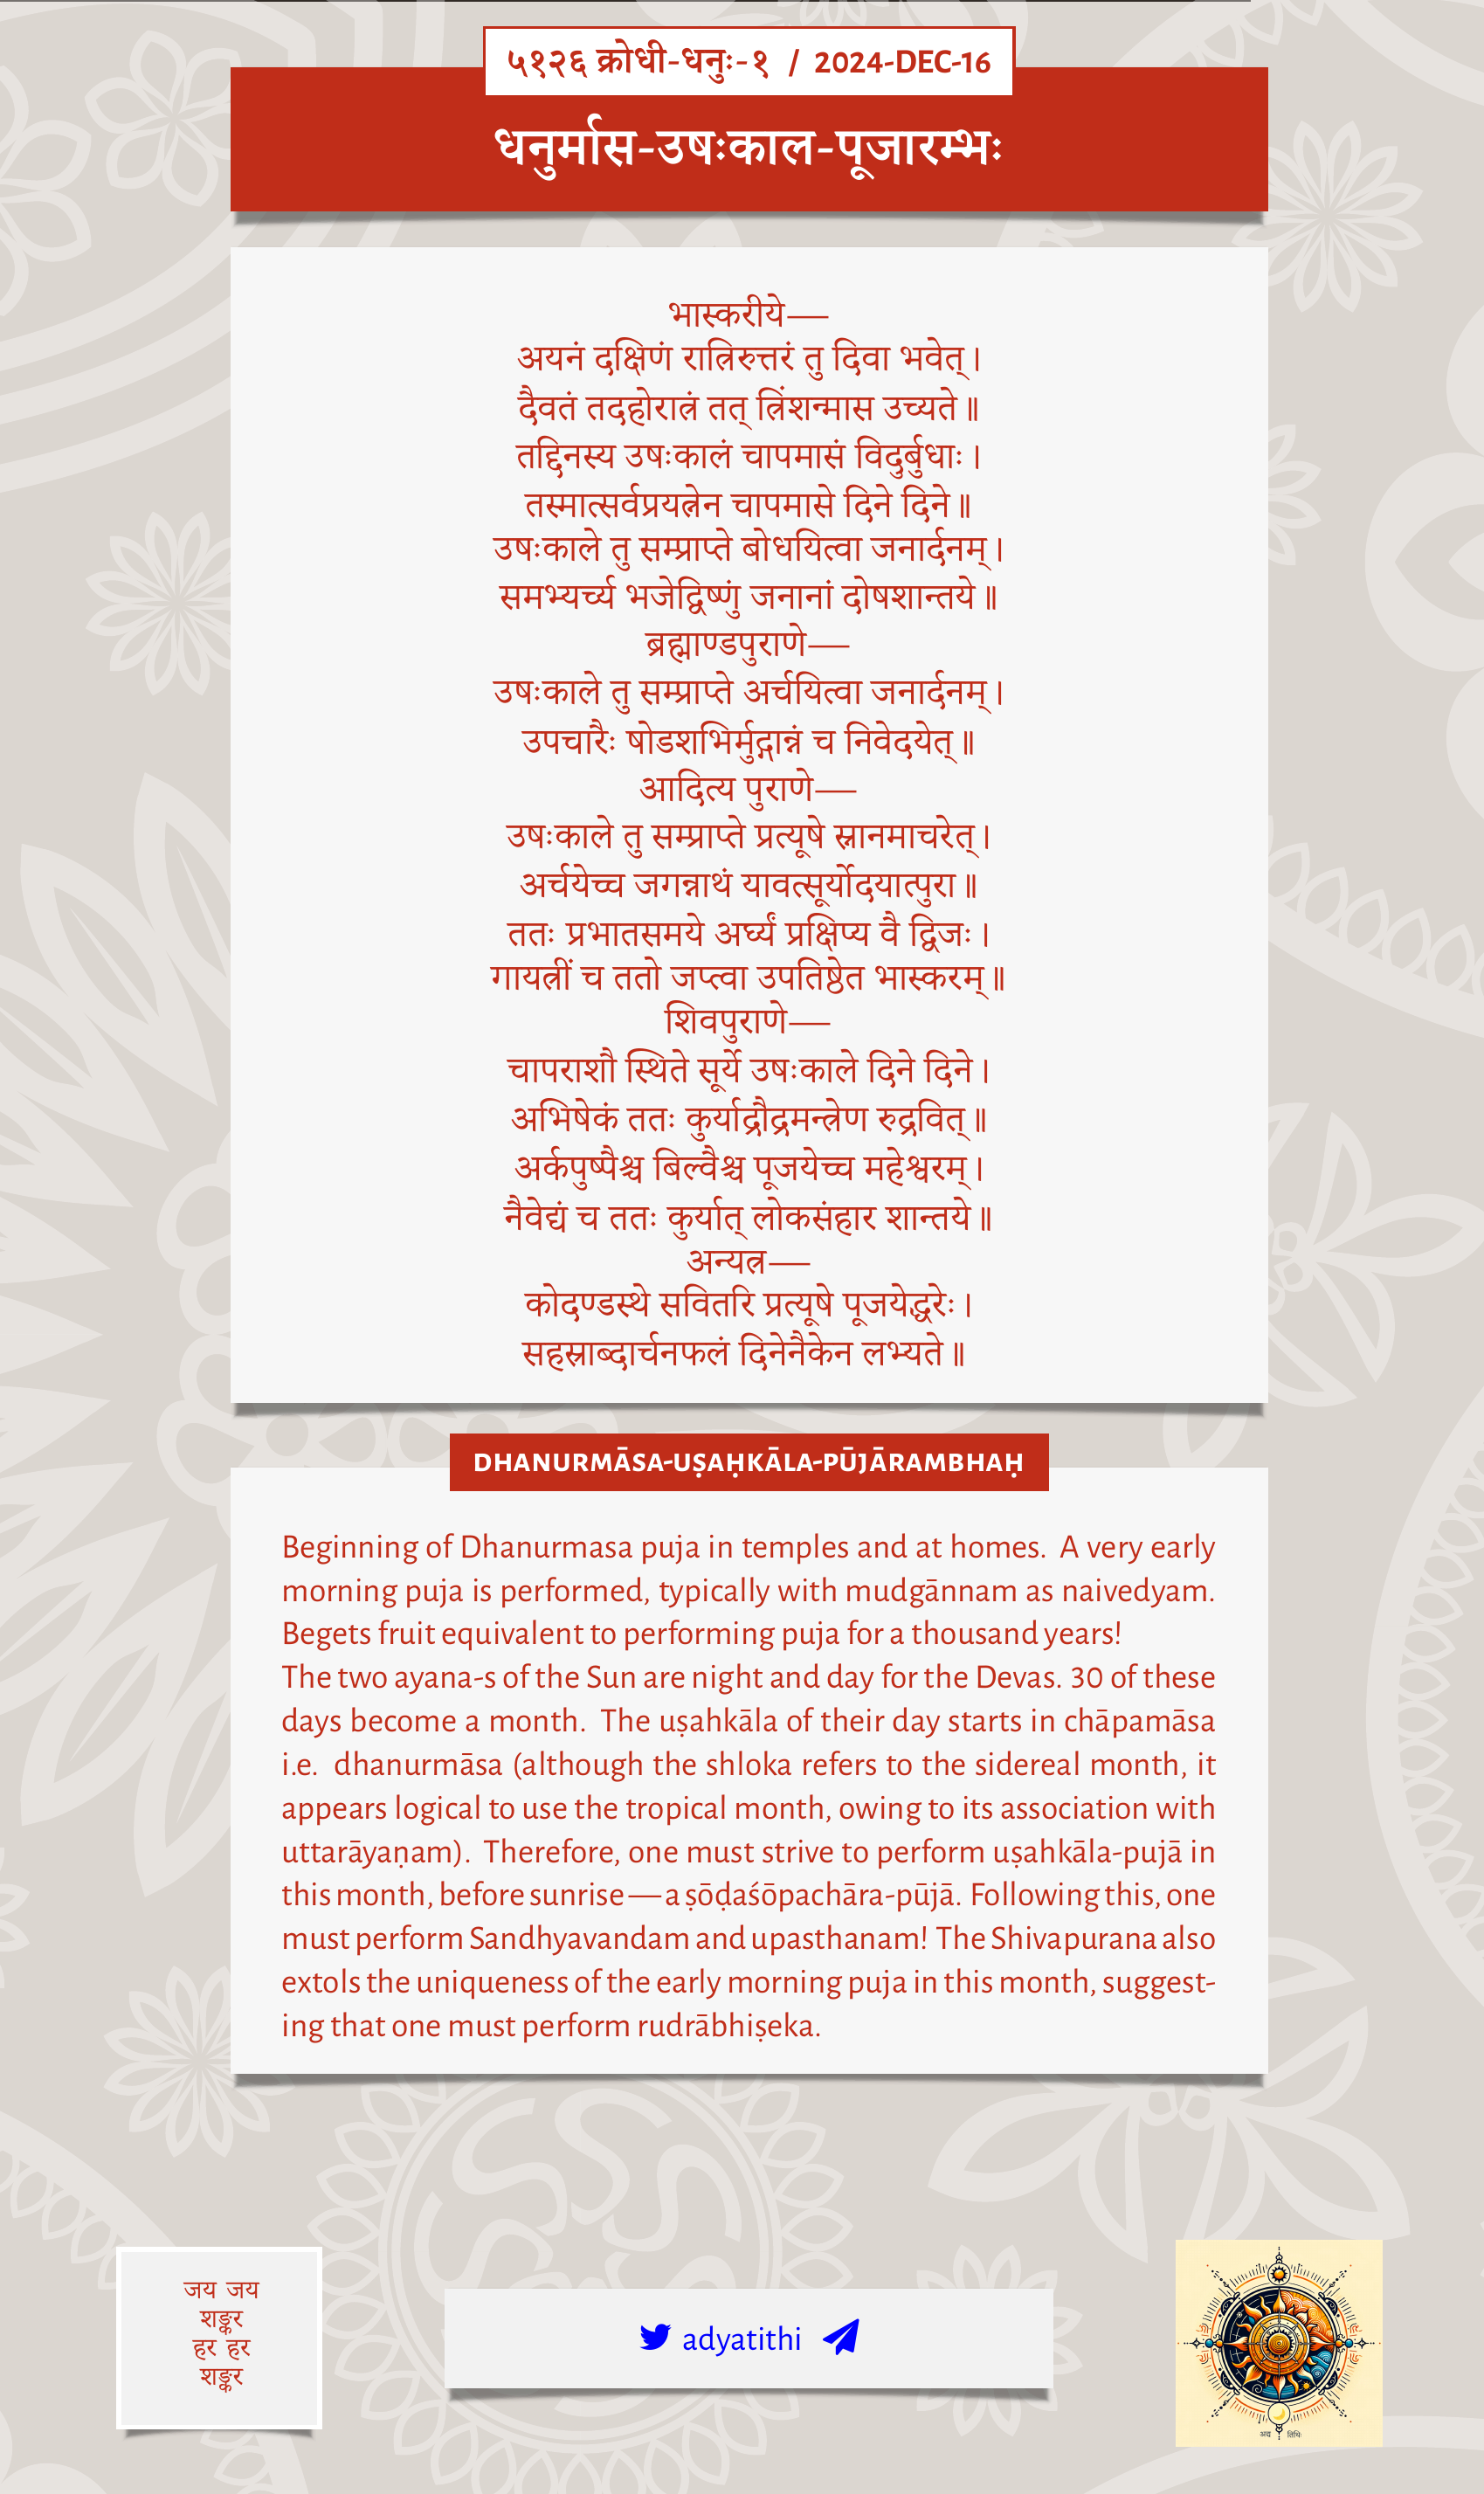 ५१२६ क्रोधी-धनुः-१ / 2024-DEC-16
धनुर्मास-उषःकाल-पूजारम्भः
भास्करीये—
अयनं दक्षिणं रात्रिरुत्तरं तु दिवा भवेत्।
दैवतं तदहोरात्रं तत् त्रिंशन्मास उच्यते॥
तद्दिनस्य उषःकालं चापमासं विदुर्बुधाः।
तस्मात्सर्वप्रयत्नेन चापमासे दिने दिने॥
उषःकाले तु सम्प्राप्ते बोधयित्वा जनार्दनम्।
समभ्यर्च्य भजेद्विष्णुं जनानां दोषशान्तये॥
ब्रह्माण्डपुराणे—
उषःकाले तु सम्प्राप्ते अर्चयित्वा जनार्दनम्।
उपचारैः षोडशभिर्मुद्गान्नं च निवेदयेत्॥
आदित्य पुराणे—
उषःकाले तु सम्प्राप्ते प्रत्यूषे स्नानमाचरेत्।
अर्चयेच्च जगन्नाथं यावत्सूर्योदयात्पुरा॥
ततः प्रभातसमये अर्घ्यं प्रक्षिप्य वै द्विजः।
गायत्रीं च ततो जप्त्वा उपतिष्ठेत भास्करम्॥
शिवपुराणे—
चापराशौ स्थिते सूर्ये उषःकाले दिने दिने।
अभिषेकं ततः कुर्याद्रौद्रमन्त्रेण रुद्रवित्॥
अर्कपुष्पैश्च बिल्वैश्च पूजयेच्च महेश्वरम्।
नैवेद्यं च ततः कुर्यात् लोकसंहार शान्तये॥
अन्यत्र—
कोदण्डस्थे सवितरि प्रत्यूषे पूजयेद्धरेः।
सहस्राब्दार्चनफलं दिनेनैकेन लभ्यते॥
DHANURMĀSA-UṢAḤKĀLA-PŪJĀRAMBHAḤ
Beginning of Dhanurmasa puja in temples and at homes. A very early
morning puja is performed, typically with mudgānnam as naivedyam.
Begets fruit equivalent to performing puja for a thousand years!
The two ayana-s of the Sun are night and day for the Devas. 30 of these
days become a month. The uṣahkāla of their day starts in chāpamāsa
i.e. dhanurmāsa (although the shloka refers to the sidereal month, it
appears logical to use the tropical month, owing to its association with
uttarāyaṇam). Therefore, one must strive to perform uṣahkāla-pujā in
this month, before sunrise—a ṣōḍaśōpachāra-pūjā. Following this, one
must perform Sandhyavandam and upasthanam! The Shivapurana also
extols the uniqueness of the early morning puja in this month, suggest-
ing that one must perform rudrābhiṣeka.
जय जय
शङ्कर
हर हर
शङ्कर
adyatithi
अद्य तिथिः